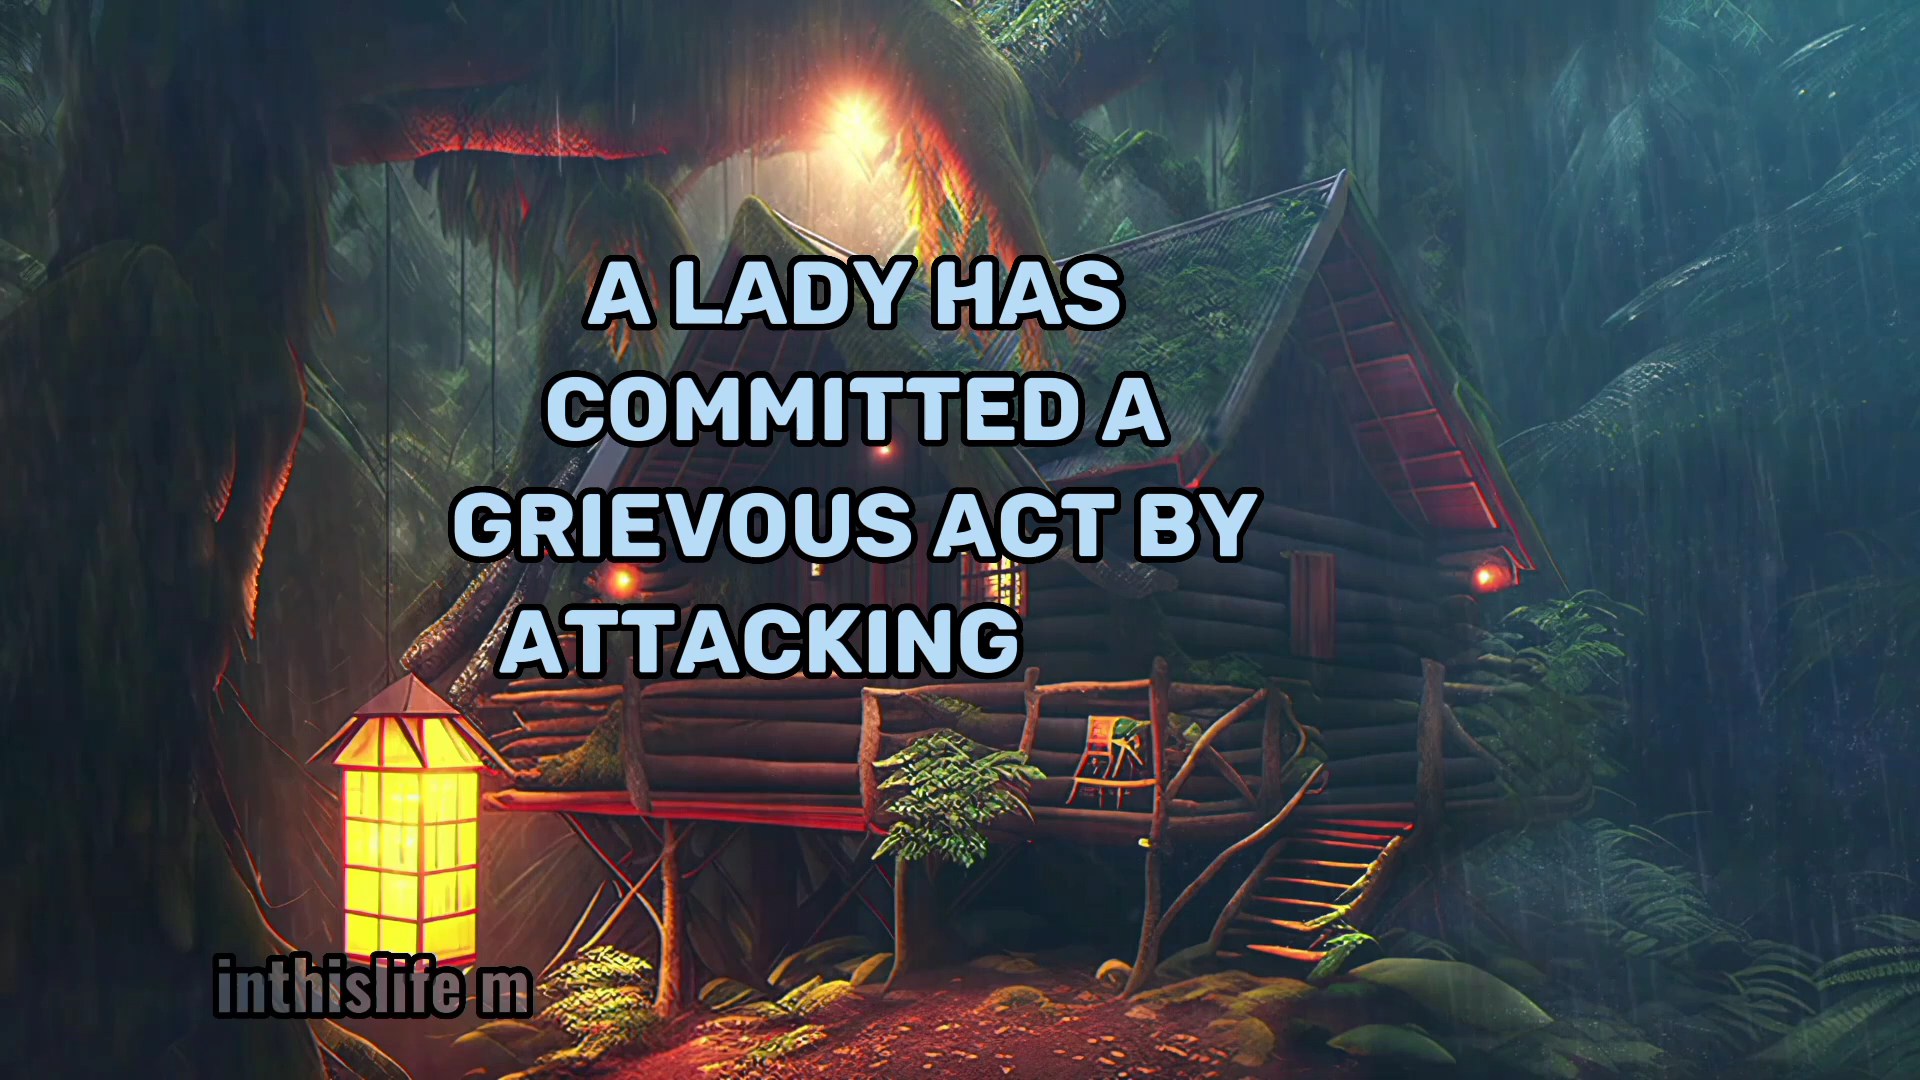 A LADY HAS
COMMITTED A
GRIEVOUS ACT BY
ATTACKING
inthislife m